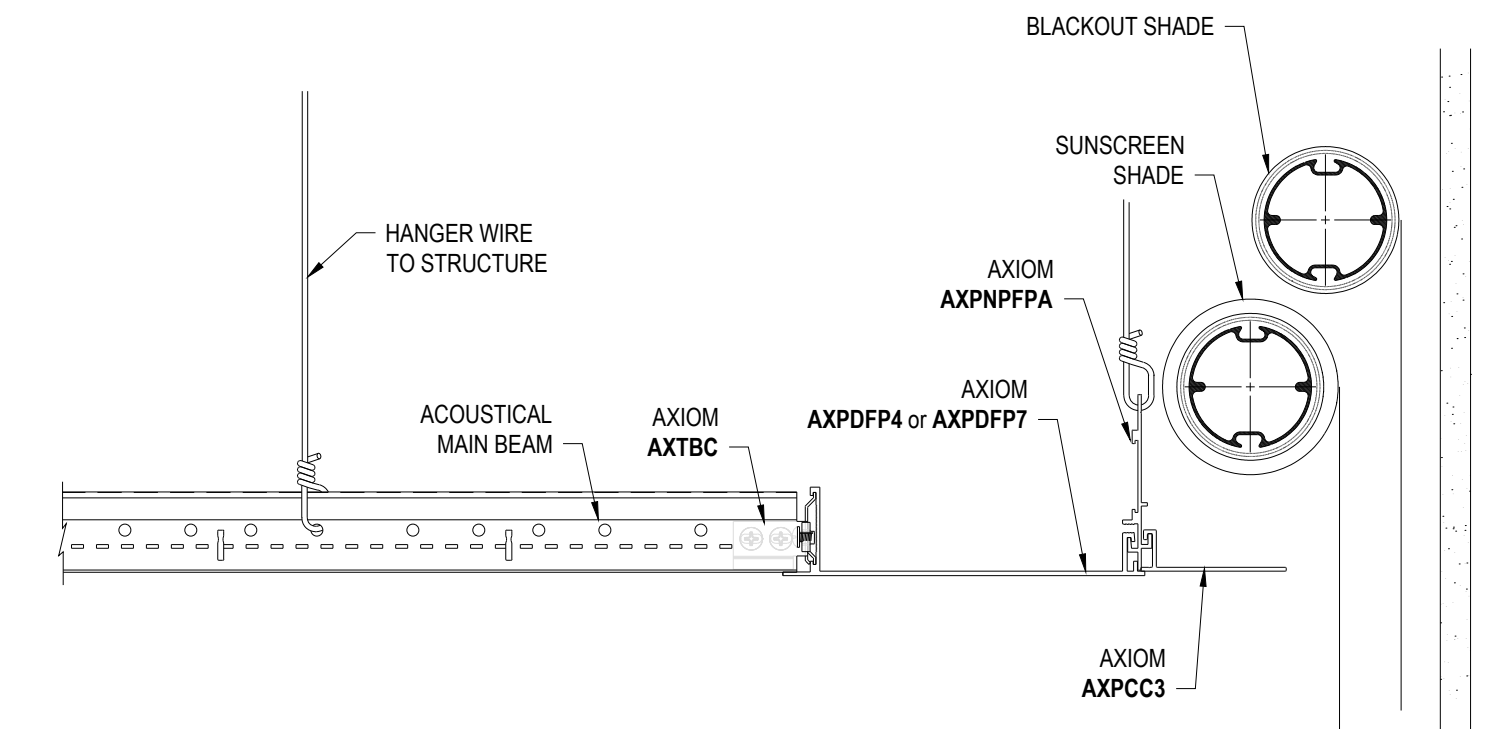 BLACKOUT SHADE
SUNSCREEN
SHADE
HANGER WIRE
TO STRUCTURE
AXIOM
AXPNPFPA
AXIOM
AXPDFP4 or AXPDFP7
ACOUSTICAL
MAIN BEAM
AXIOM
AXTBC
AXIOM
AXPCC3